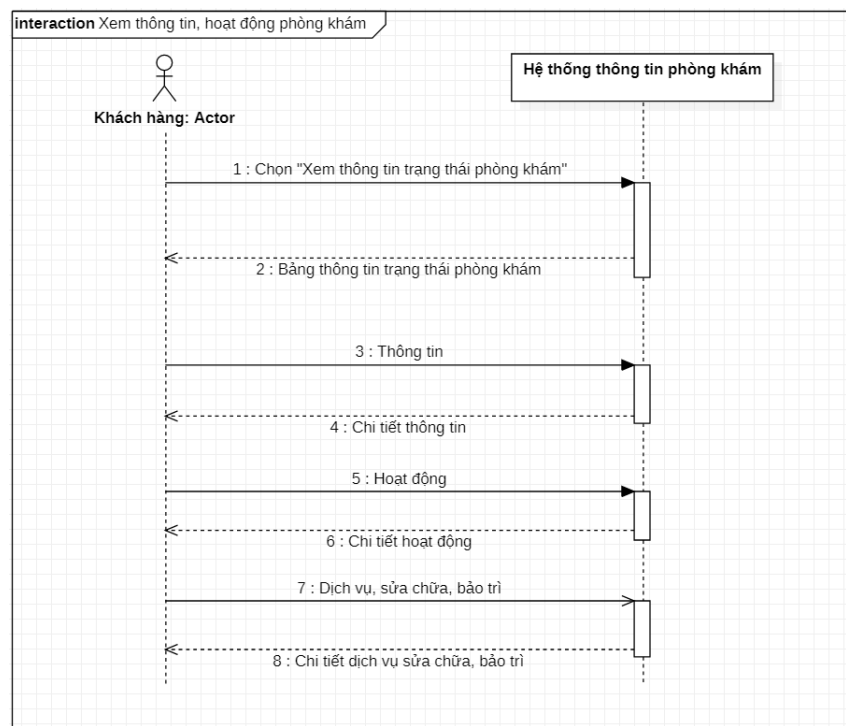 interaction Xem thông tin, hoạt động phòng khám
Hệ thống thông tin phòng khám
Khách hàng: Actor
1 : Chọn "Xem thông tin trạng thái phòng khám"
2 : Bảng thông tin trạng thái phòng khám
3 : Thông tin
4 : Chi tiết thông tin
5 : Hoạt động
6 : Chi tiết hoạt động
7 : Dịch vụ, sửa chữa, bảo trì
8 : Chi tiết dịch vụ sửa chữa, bảo trì